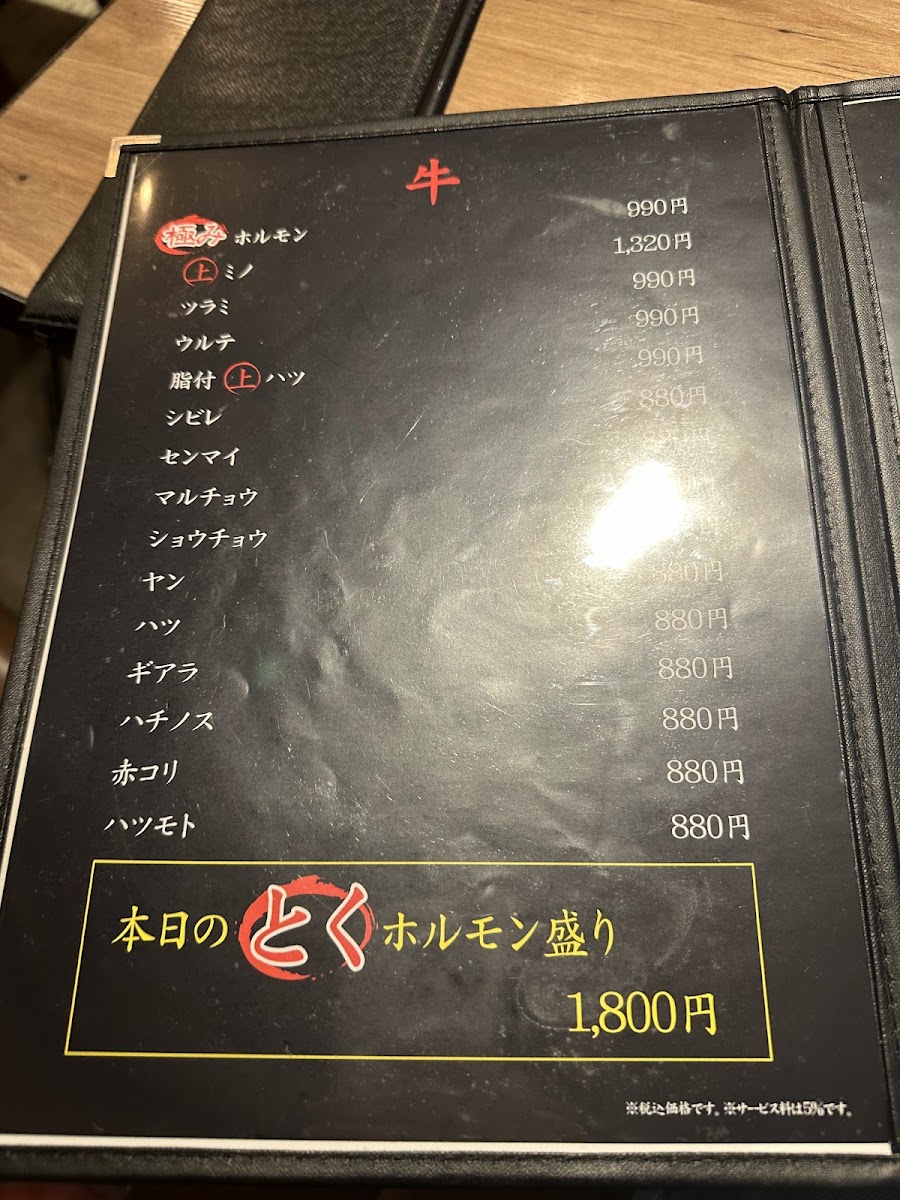 牛
極み ホルモン 990円
上 ミノ 1,320円
ツラミ 990円
ウルテ 990円
脂付 上 ハツ 990円
シビレ 880円
センマイ
マルチョウ
ショウチョウ
ヤン 880円
ハツ 880円
ギアラ 880円
ハチノス 880円
赤コリ 880円
ハツモト 880円
本日の とく ホルモン盛り
1,800円
※税込価格です。※サービス料は5%です。